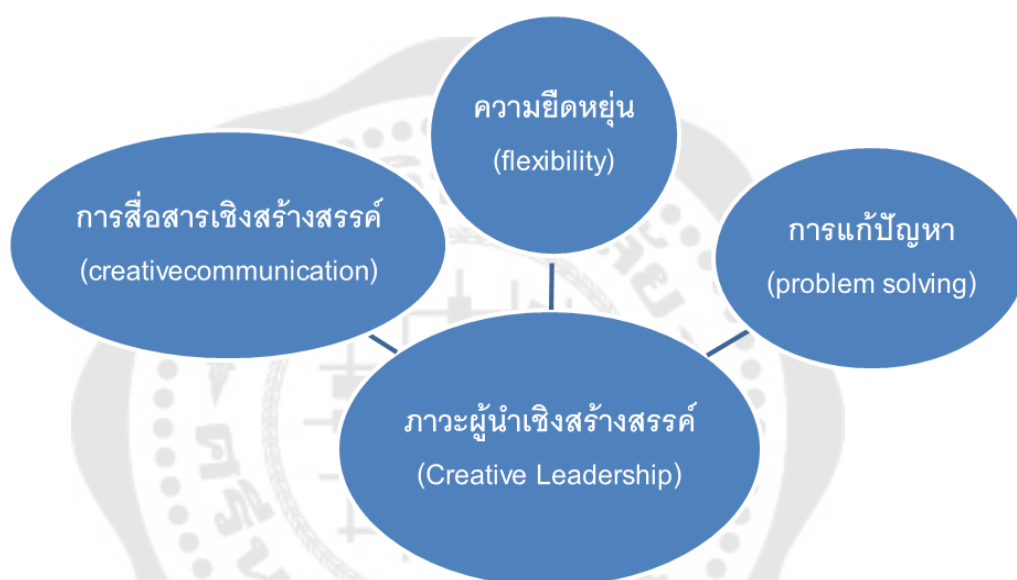 ความยืดหยุ่น
(flexibility)
การสื่อสารเชิงสร้างสรรค์
(creativecommunication)
การแก้ปัญหา
(problem solving)
ภาวะผู้นำเชิงสร้างสรรค์
(Creative Leadership)